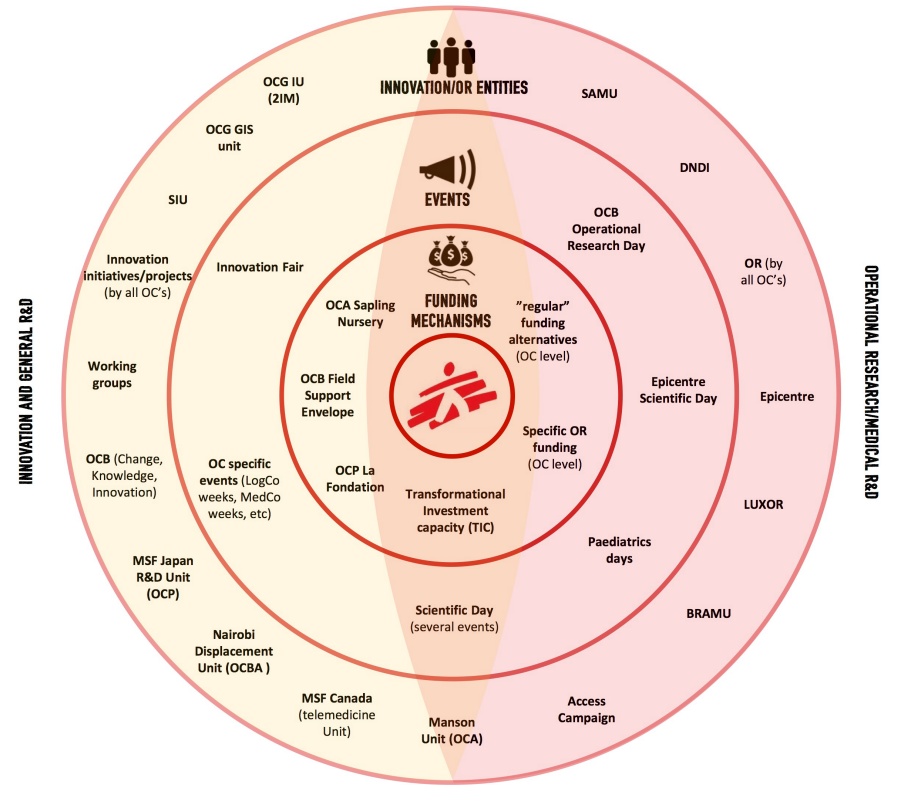 INNOVATION/OR ENTITIES
OCG IU
(2IM)
SAMU
OCG GIS
unit
DNDI
EVENTS
SIU
OCB
Operational
Research Day
Innovation
initiatives/projects
(by all OC's)
Innovation Fair
OR (by
all OC's)
FUNDING
MECHANISMS
OCA Sapling
Nursery
"regular"
funding
alternatives
(OC level)
INNOVATION AND GENERAL R&D
OPERATIONAL RESEARCH/MEDICAL R&D
Working
groups
OCB Field
Support
Envelope
Epicentre
Scientific Day
Epicentre
OCB (Change,
Knowledge,
Innovation)
OC specific
events (LogCo
weeks, MedCo
weeks, etc)
OCP La
Fondation
Specific OR
funding
(OC level)
Transformational
Investment
capacity (TIC)
LUXOR
MSF Japan
R&D Unit
(OCP)
Paediatrics
days
Scientific Day
(several events)
BRAMU
Nairobi
Displacement
Unit (OCBA )
MSF Canada
(telemedicine
Unit)
Manson
Unit (OCA)
Access
Campaign